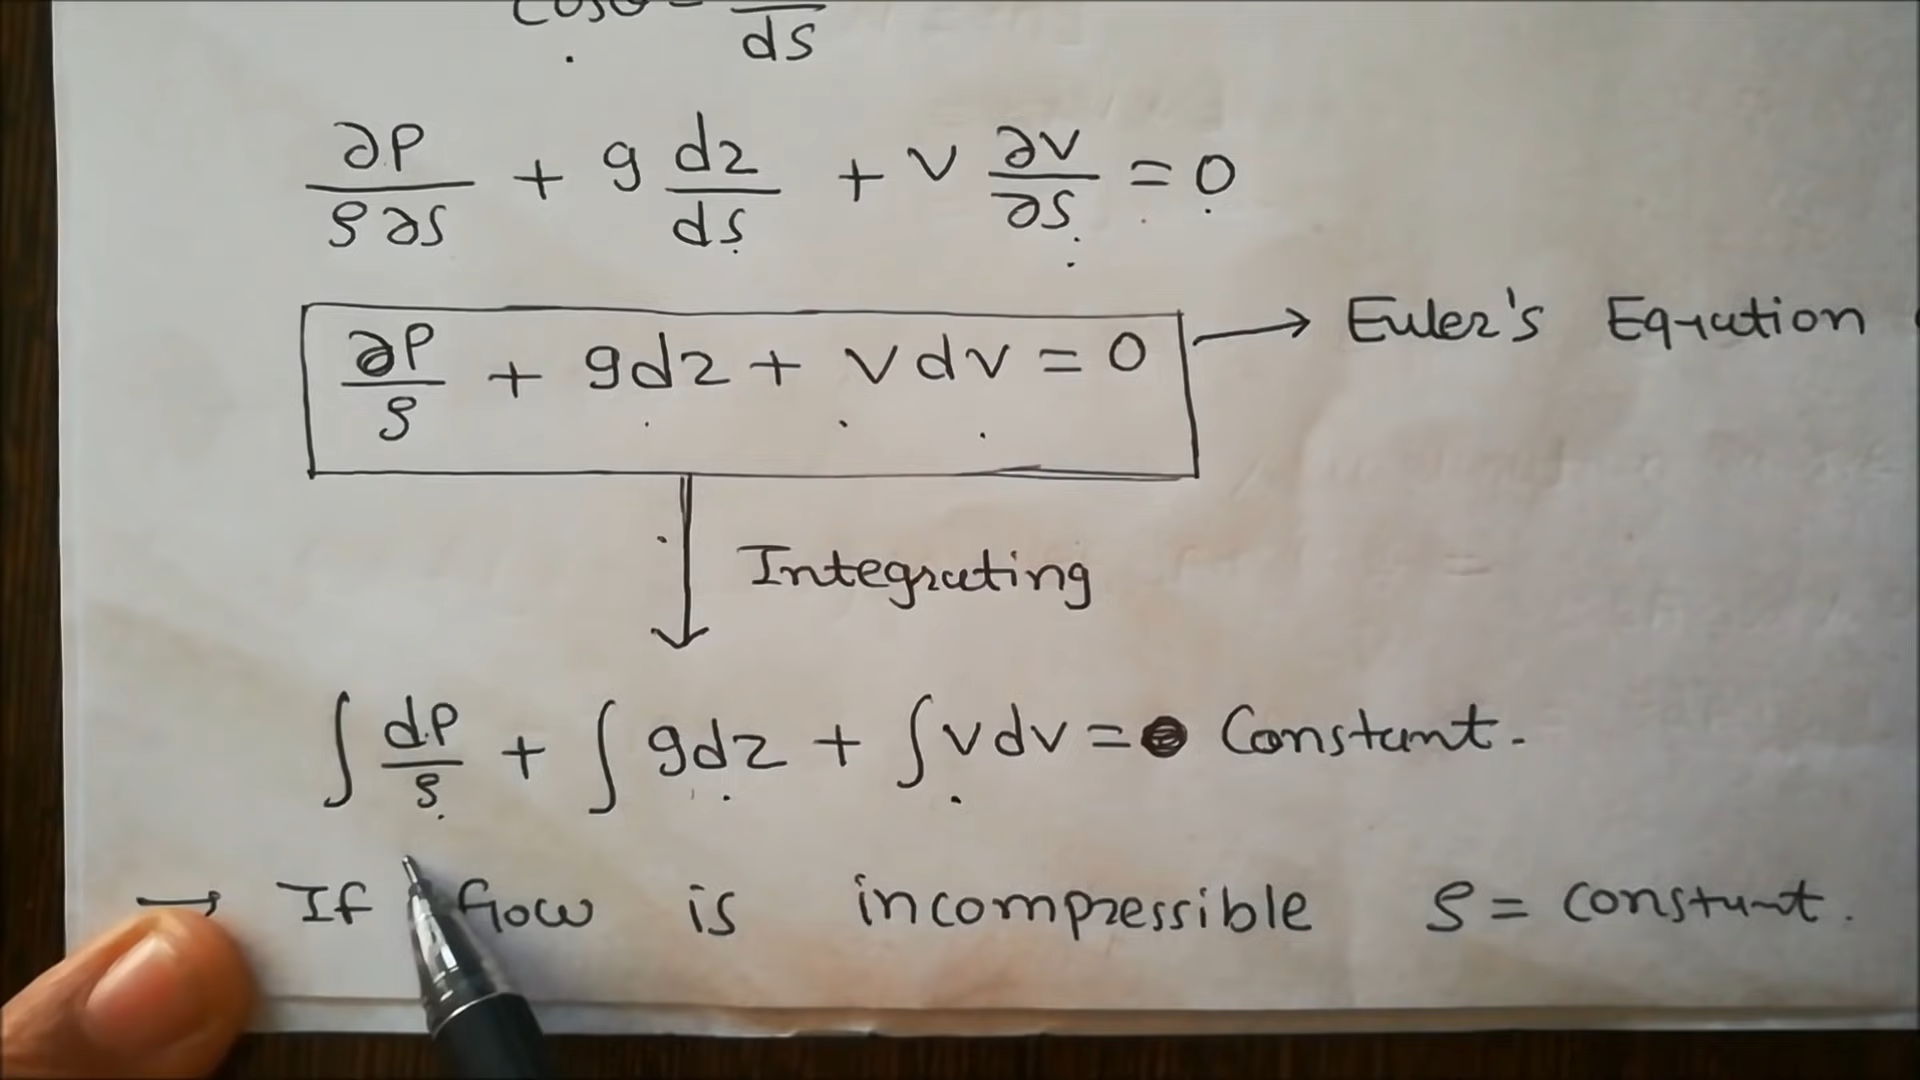 cosθ = ds
∂P/ρ∂s + g dz/ds + v ∂v/∂s = 0
∂P/ρ + gdz + vdv = 0 → Euler's Equation
Integrating
∫ dP/ρ + ∫ gdz + ∫ vdv = Constant.
→ If flow is incompressible ρ = constant.